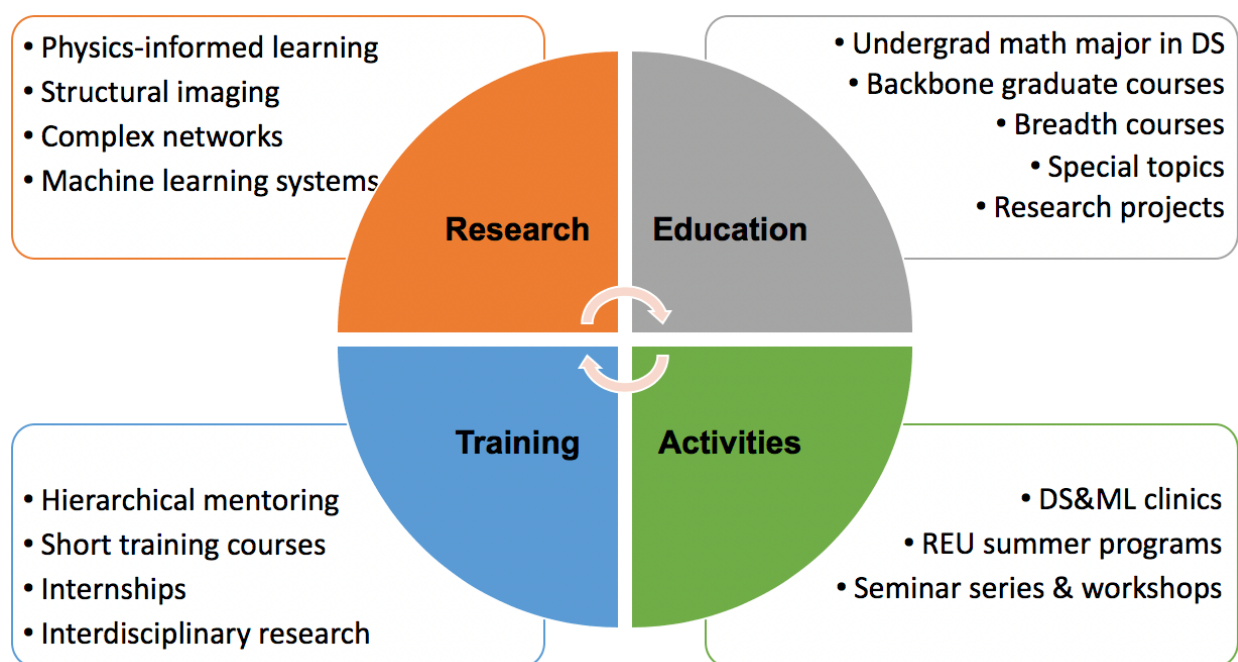 • Physics-informed learning
• Structural imaging
• Complex networks
• Machine learning systems
• Undergrad math major in DS
• Backbone graduate courses
• Breadth courses
• Special topics
• Research projects
Research
Education
Training
Activities
• Hierarchical mentoring
• Short training courses
• Internships
• Interdisciplinary research
• DS&ML clinics
• REU summer programs
• Seminar series & workshops